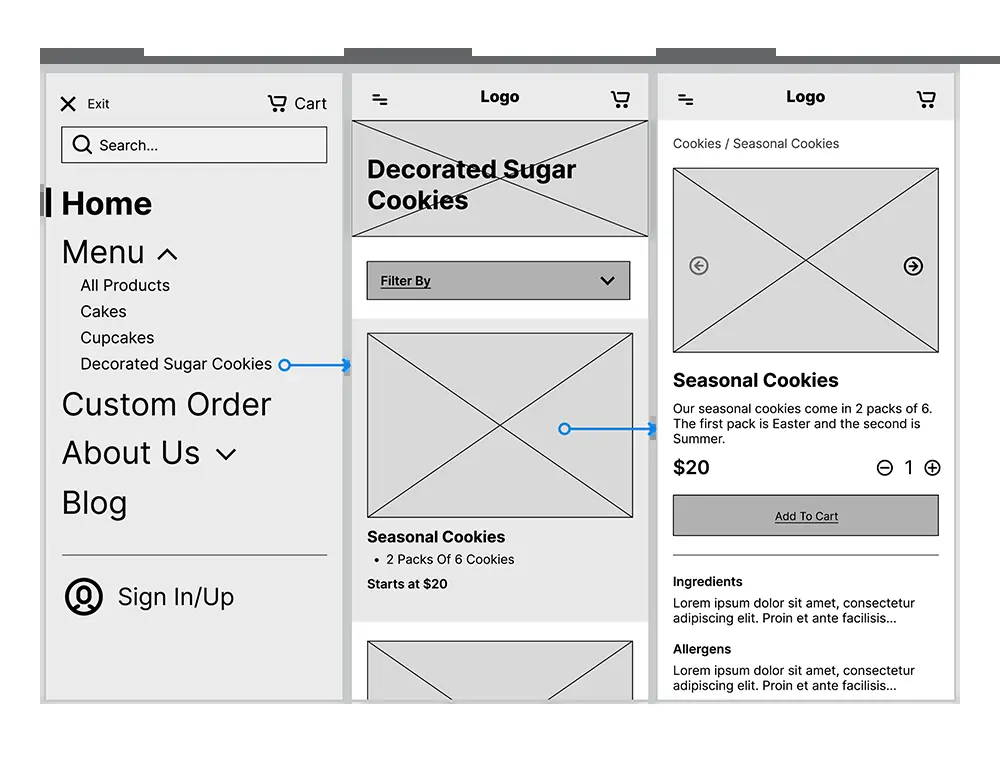 Exit
Cart
Search...
Home
Menu
All Products
Cakes
Cupcakes
Decorated Sugar Cookies
Custom Order
About Us
Blog
Sign In/Up
Logo
Decorated Sugar
Cookies
Filter By
Seasonal Cookies
• 2 Packs Of 6 Cookies
Starts at $20
Logo
Cookies / Seasonal Cookies
Seasonal Cookies
Our seasonal cookies come in 2 packs of 6.
The first pack is Easter and the second is
Summer.
$20
1
Add To Cart
Ingredients
Lorem ipsum dolor sit amet, consectetur
adipiscing elit. Proin et ante facilisis...
Allergens
Lorem ipsum dolor sit amet, consectetur
adipiscing elit. Proin et ante facilisis...